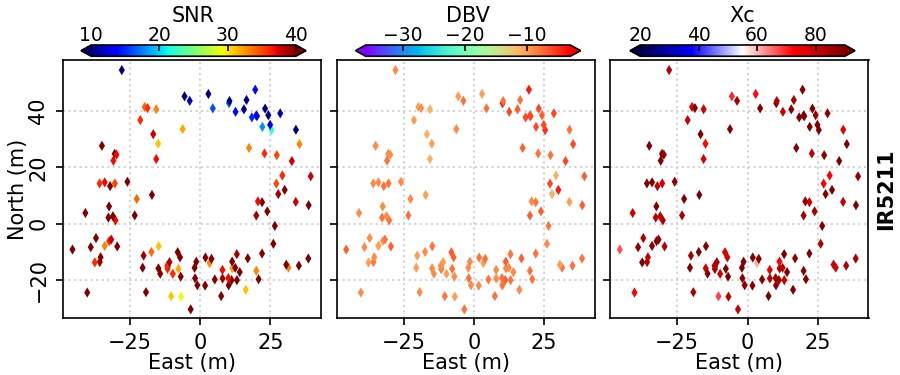 SNR DBV Xc
10 20 30 40 −30 −20 −10 20 40 60 80
North (m)
40
20
0
−20
IR5211
−25 0 25 −25 0 25 −25 0 25
East (m) East (m) East (m)